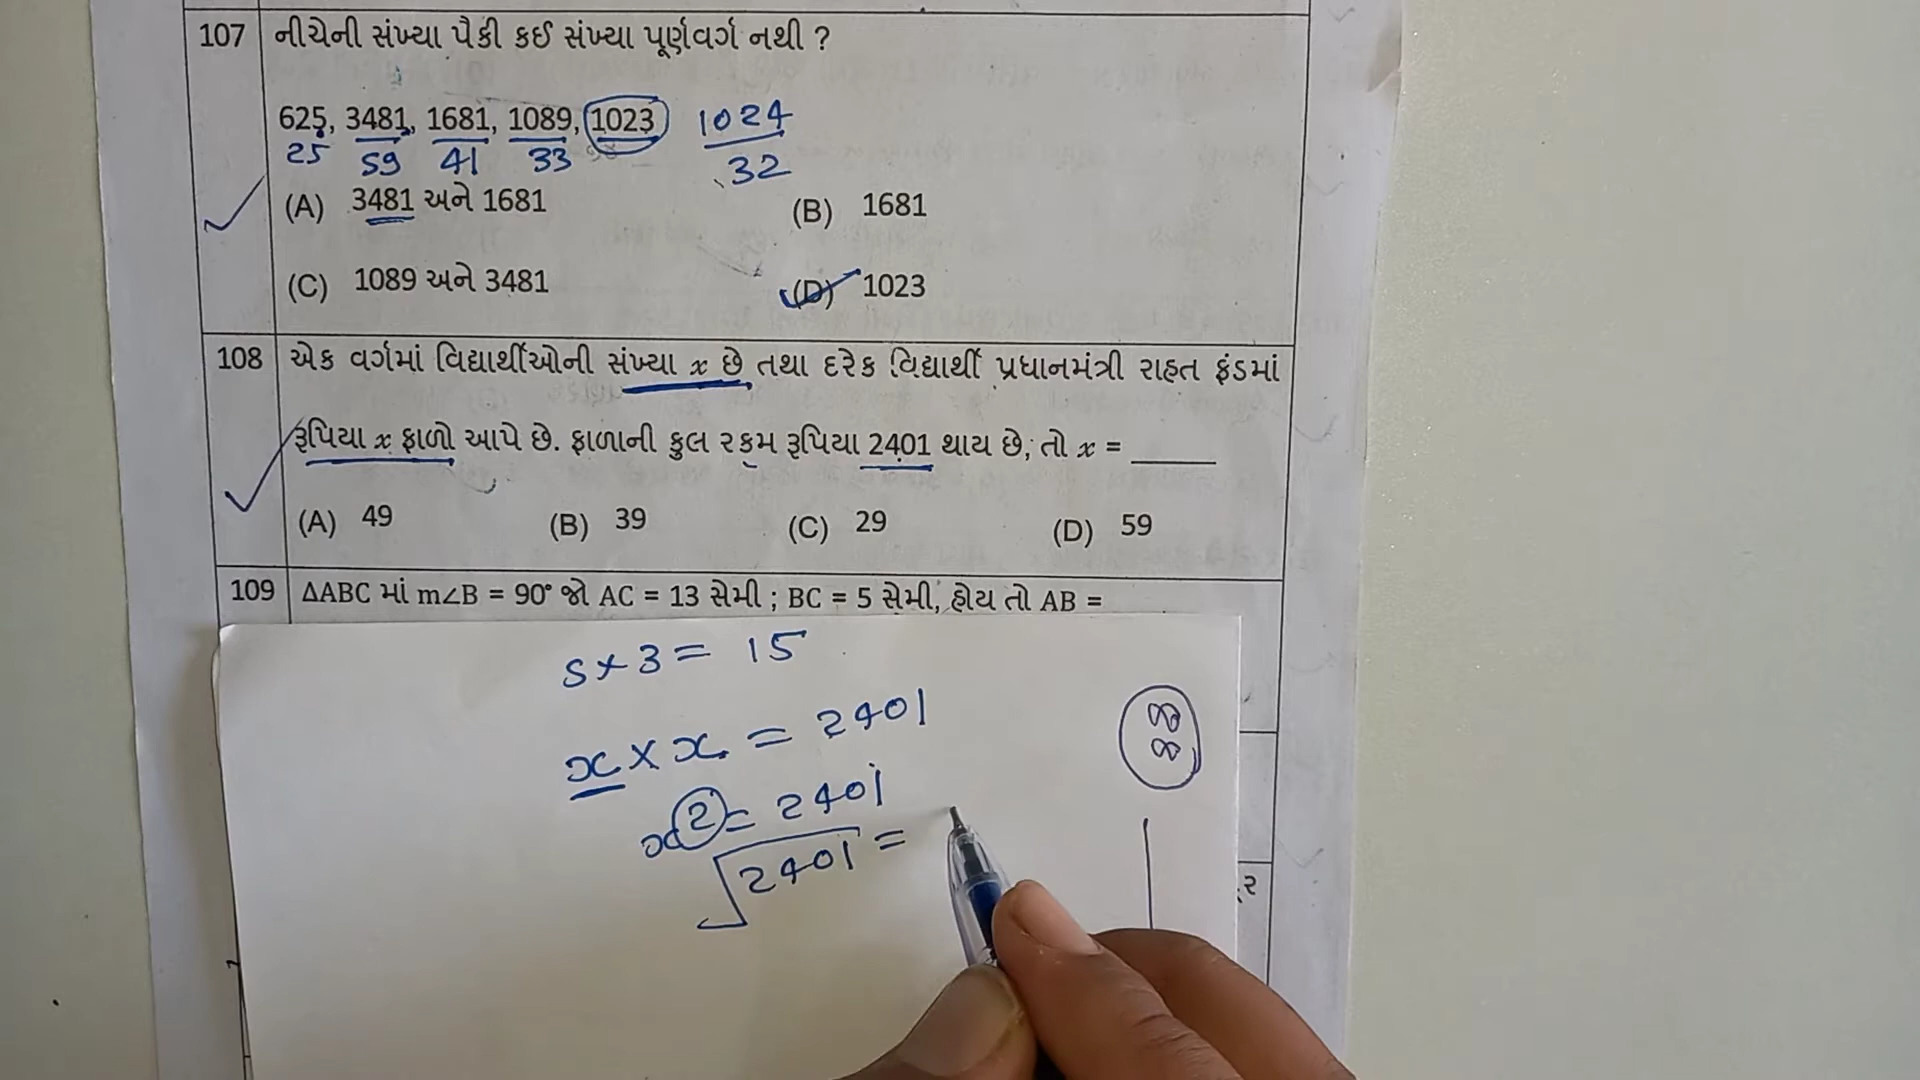 107 નીચેની સંખ્યા પૈકી કઈ સંખ્યા પૂર્ણવર્ગ નથી ?
625, 3481, 1681, 1089, 1023 1024
25 59 41 33 32
(A) 3481 અને 1681 (B) 1681
(C) 1089 અને 3481 (D) 1023
108 એક વર્ગમાં વિદ્યાર્થીઓની સંખ્યા x છે તથા દરેક વિદ્યાર્થી પ્રધાનમંત્રી રાહત ફંડમાં
રૂપિયા x ફાળો આપે છે. ફાળાની કુલ રકમ રૂપિયા 2401 થાય છે, તો x = ______
(A) 49 (B) 39 (C) 29 (D) 59
109 ΔABC માં m∠B = 90° જો AC = 13 સેમી ; BC = 5 સેમી, હોય તો AB =
5 × 3 = 15
x × x = 2401
x² = 2401
√2401 =